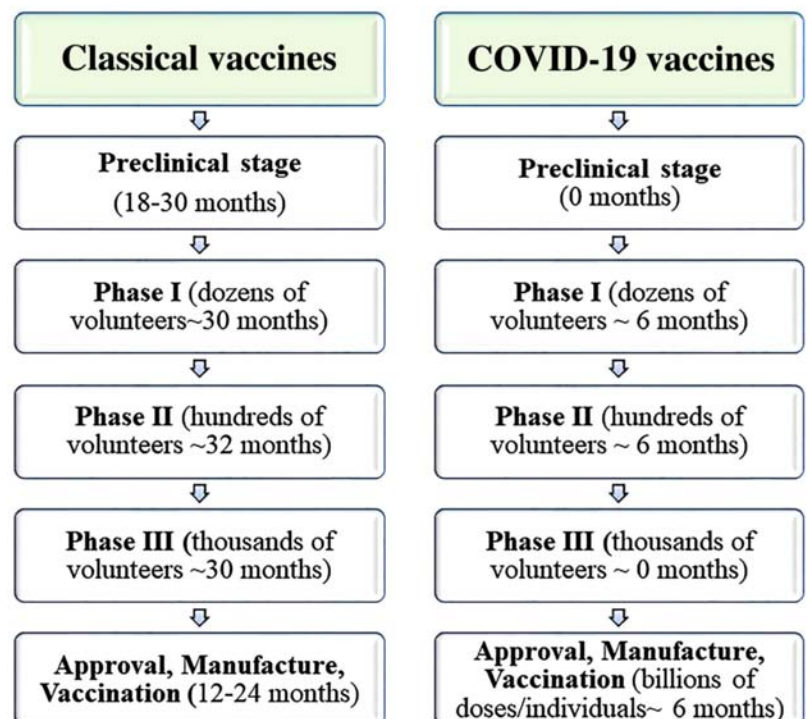 Classical vaccines
Preclinical stage
(18-30 months)
Phase I (dozens of
volunteers~30 months)
Phase II (hundreds of
volunteers ~32 months)
Phase III (thousands of
volunteers ~30 months)
Approval, Manufacture,
Vaccination (12-24 months)
COVID-19 vaccines
Preclinical stage
(0 months)
Phase I (dozens of
volunteers ~ 6 months)
Phase II (hundreds of
volunteers ~ 6 months)
Phase III (thousands of
volunteers ~ 0 months)
Approval, Manufacture,
Vaccination (billions of
doses/individuals~ 6 months)